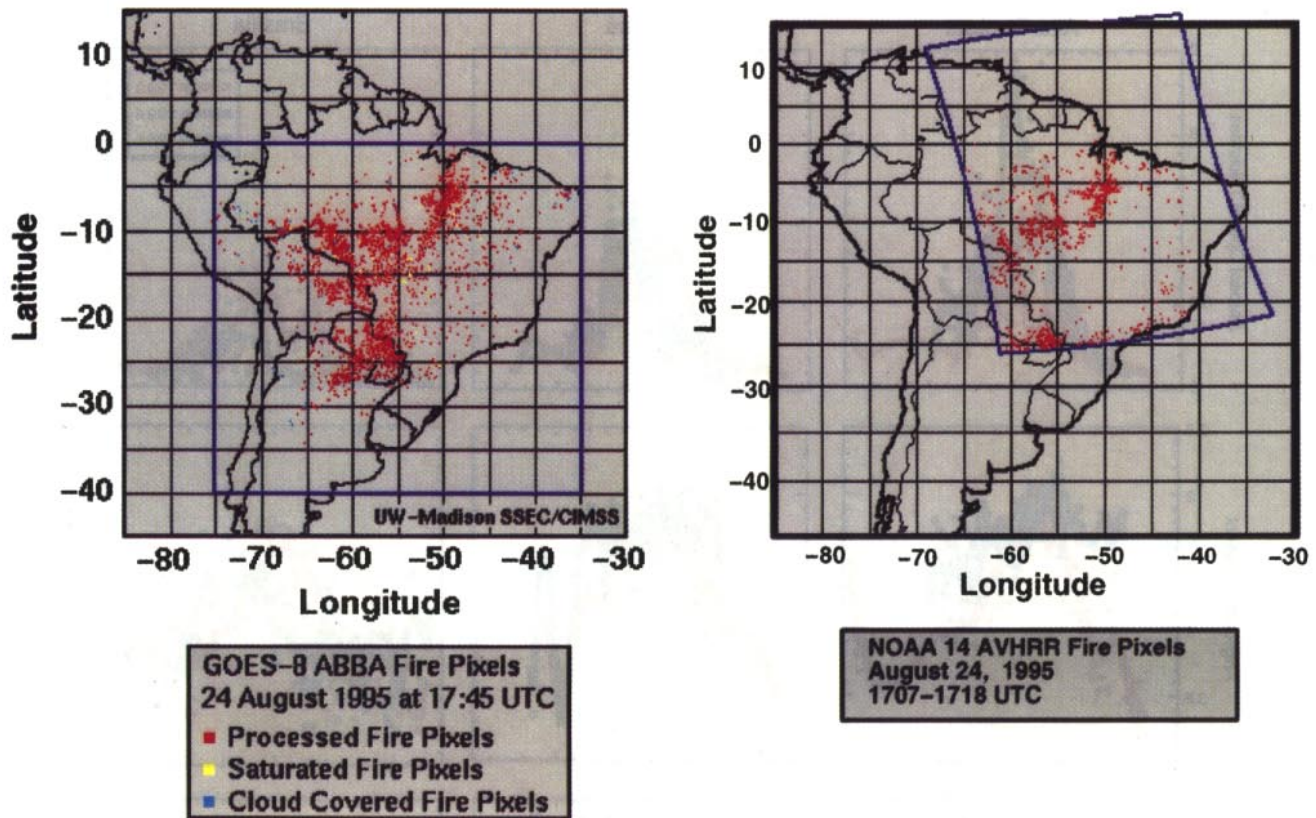 10
0
-10
-20
-30
-40
Latitude
UW-Madison SSEC/CIMSS
-80 -70 -60 -50 -40 -30
Longitude
GOES-8 ABBA Fire Pixels
24 August 1995 at 17:45 UTC
Processed Fire Pixels
Saturated Fire Pixels
Cloud Covered Fire Pixels
10
0
-10
-20
-30
-40
Latitude
-80 -70 -60 -50 -40 -30
Longitude
NOAA 14 AVHRR Fire Pixels
August 24, 1995
1707-1718 UTC